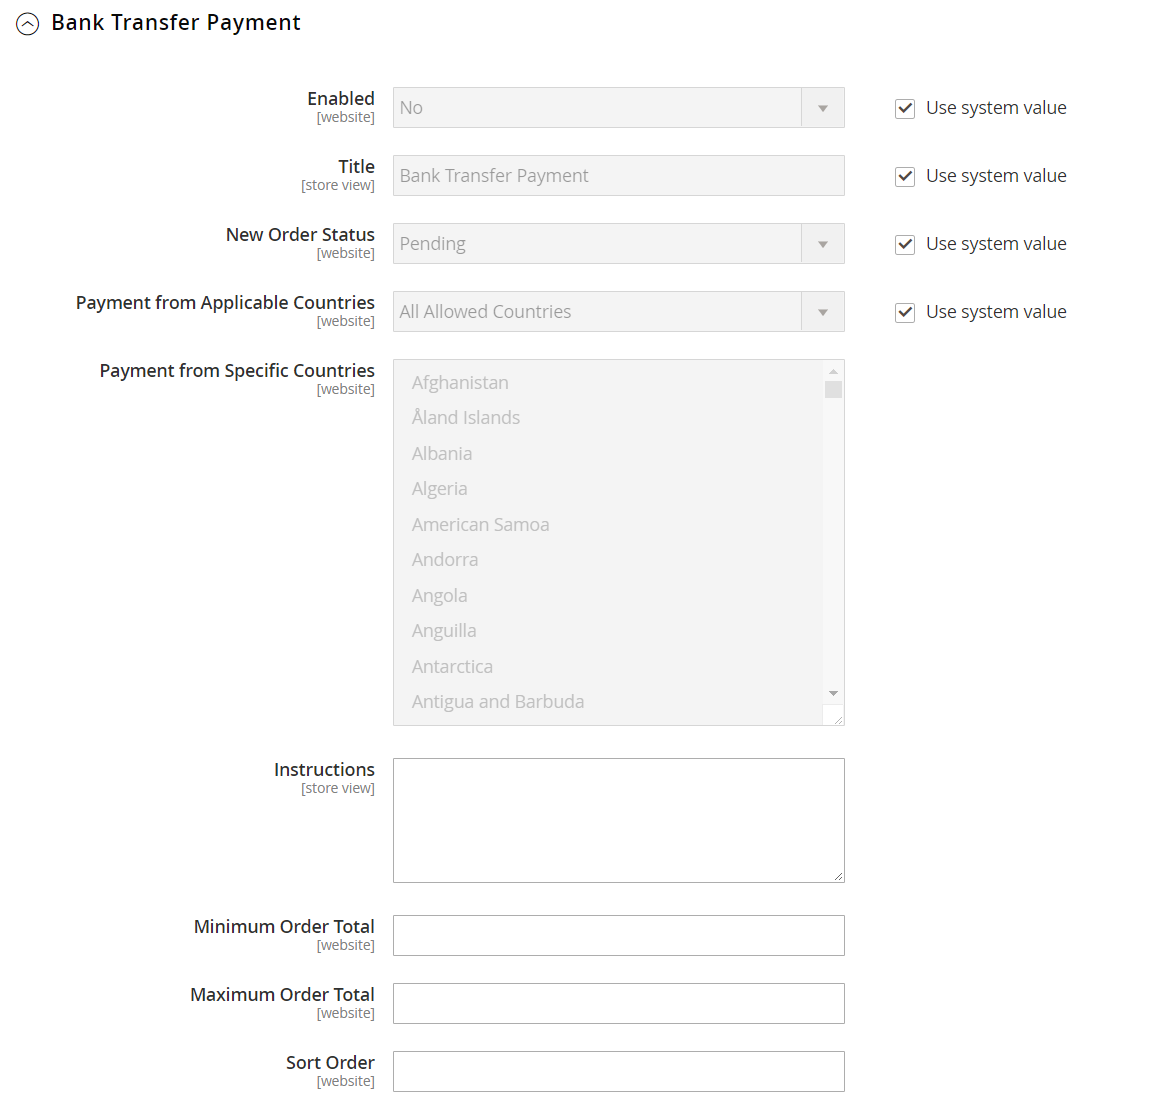 Bank Transfer Payment
Enabled
[website]
No
Use system value
Title
[store view]
Bank Transfer Payment
Use system value
New Order Status
[website]
Pending
Use system value
Payment from Applicable Countries
[website]
All Allowed Countries
Use system value
Payment from Specific Countries
[website]
Afghanistan
Åland Islands
Albania
Algeria
American Samoa
Andorra
Angola
Anguilla
Antarctica
Antigua and Barbuda
Instructions
[store view]
Minimum Order Total
[website]
Maximum Order Total
[website]
Sort Order
[website]